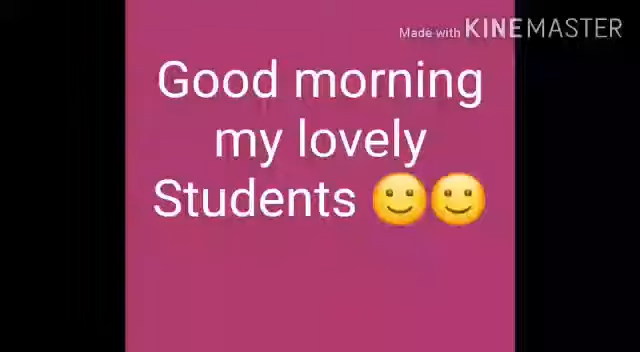 Made with KINEMASTER
Good morning
my lovely
Students 🙂🙂